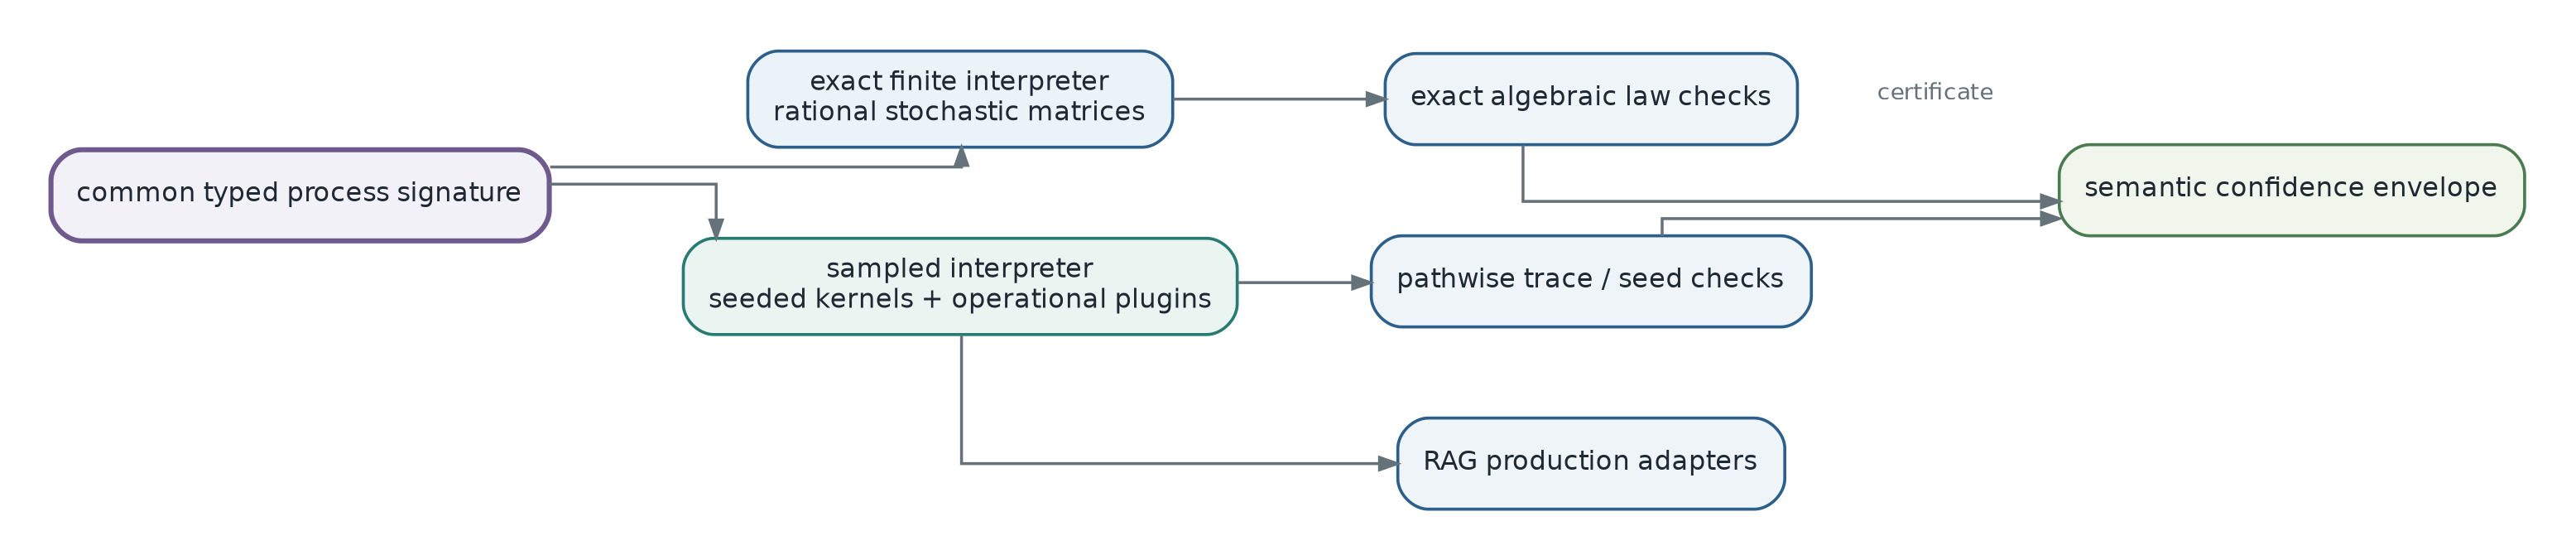 common typed process signature
exact finite interpreter
rational stochastic matrices
sampled interpreter
seeded kernels + operational plugins
exact algebraic law checks
pathwise trace / seed checks
RAG production adapters
certificate
semantic confidence envelope